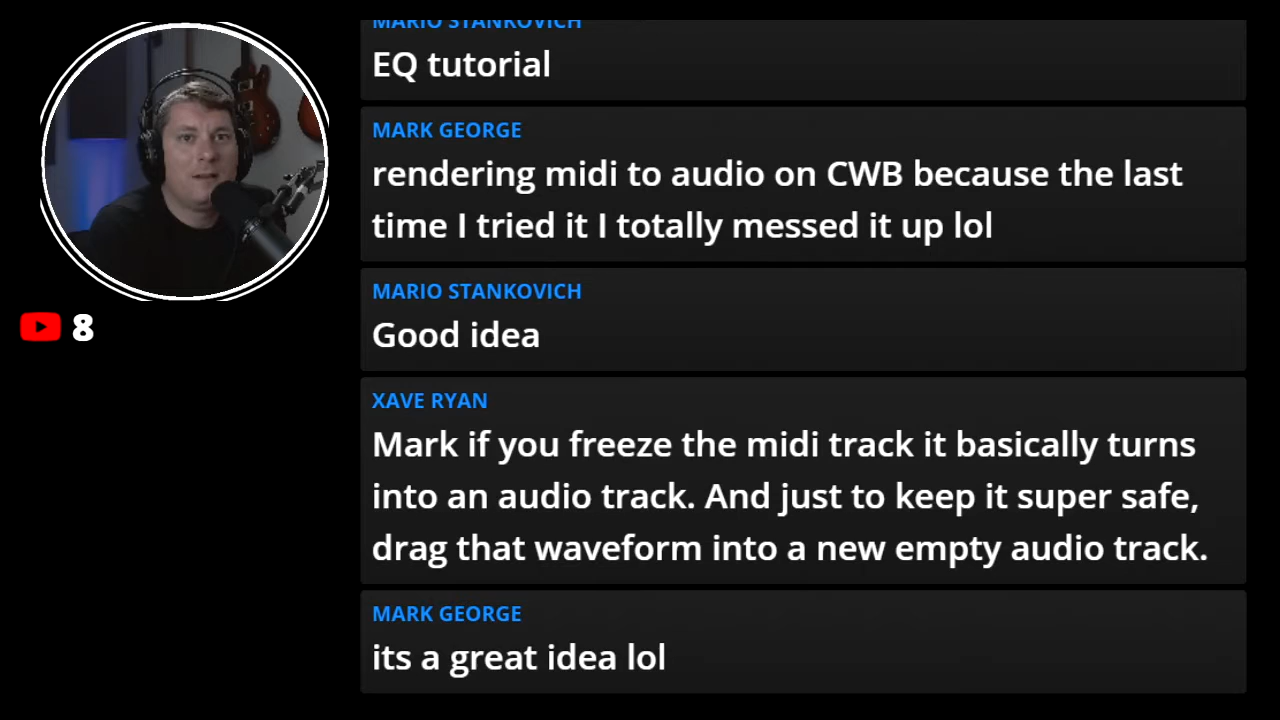 MARIO STANKOVICH
EQ tutorial
MARK GEORGE
rendering midi to audio on CWB because the last
time I tried it I totally messed it up lol
MARIO STANKOVICH
Good idea
8
XAVE RYAN
Mark if you freeze the midi track it basically turns
into an audio track. And just to keep it super safe,
drag that waveform into a new empty audio track.
MARK GEORGE
its a great idea lol